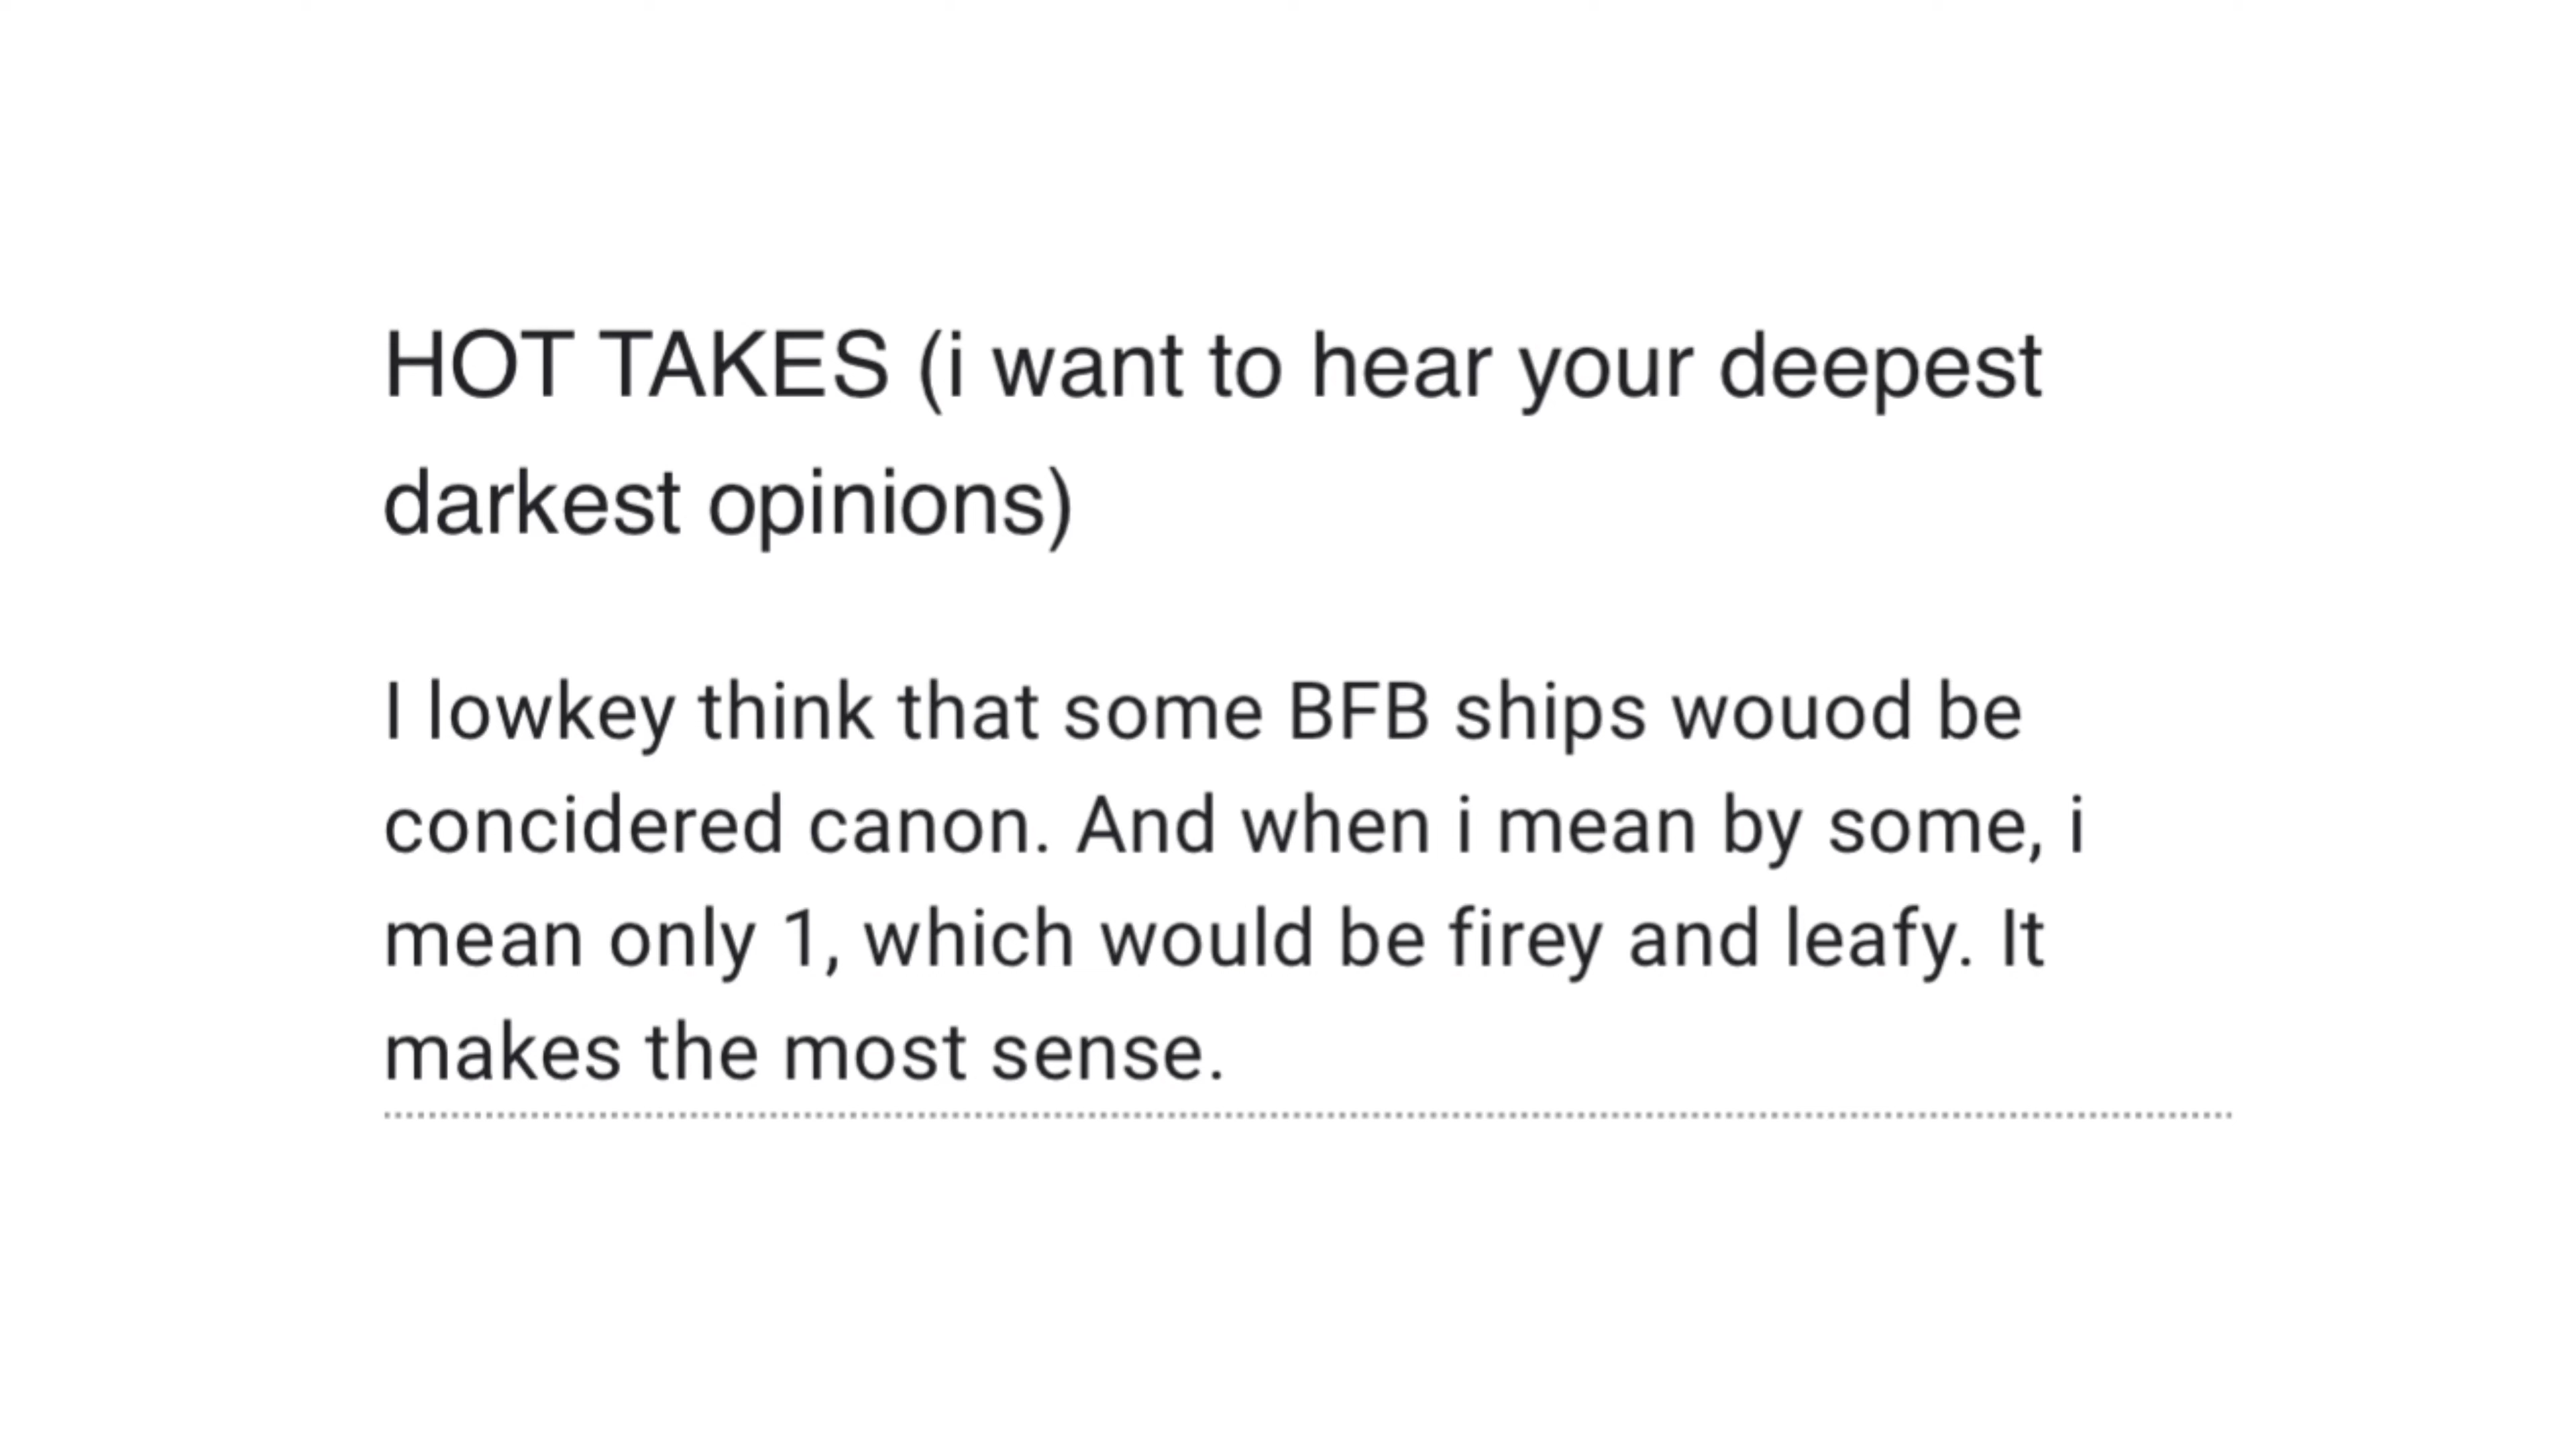 HOT TAKES (i want to hear your deepest
darkest opinions)
I lowkey think that some BFB ships wouod be
concidered canon. And when i mean by some, i
mean only 1, which would be firey and leafy. It
makes the most sense.